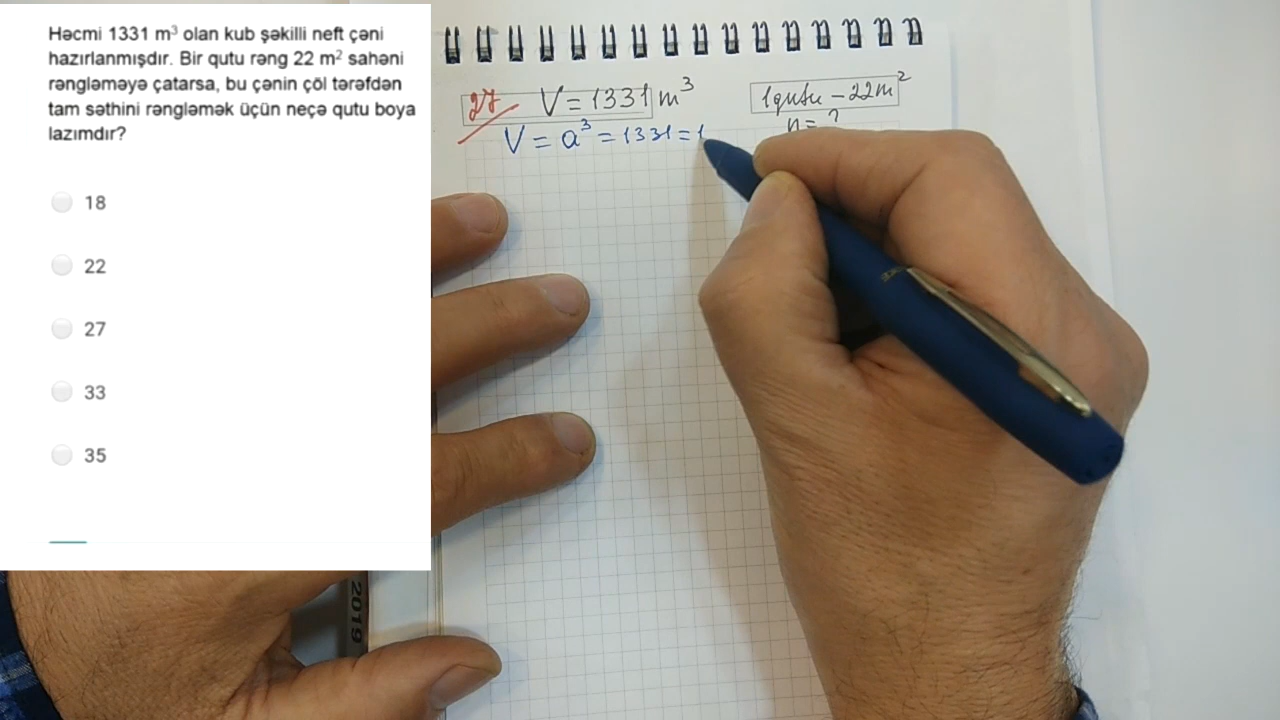 Həcmi 1331 m³ olan kub şəkilli neft çəni
hazırlanmışdır. Bir qutu rəng 22 m² sahəni
rəngləməyə çatarsa, bu çənin çöl tərəfdən
tam səthini rəngləmək üçün neçə qutu boya
lazımdır?
18
22
27
33
35
27
V = 1331 m³
1 qutu – 22m²
n = ?
V = a³ = 1331 = 1
2019